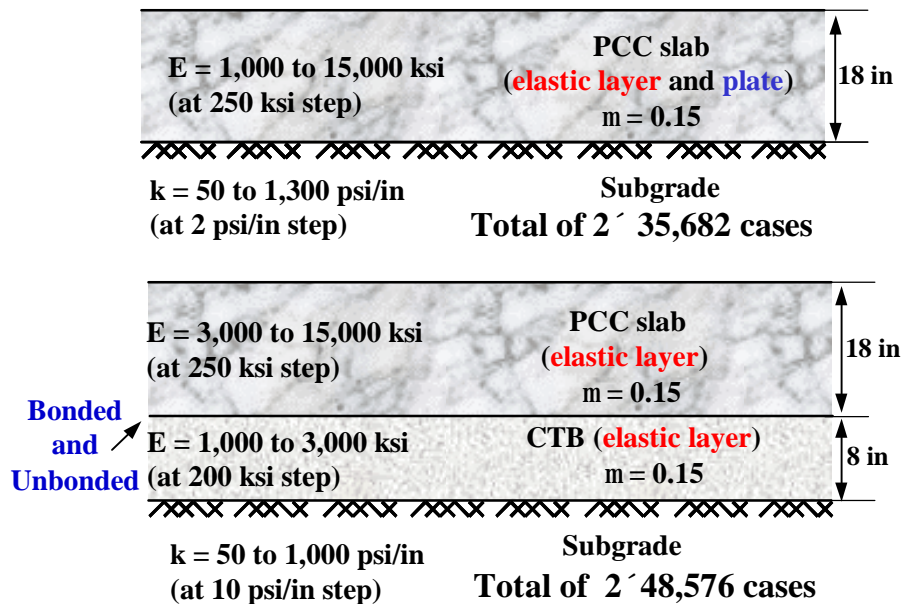 E = 1,000 to 15,000 ksi
(at 250 ksi step)
PCC slab
(elastic layer and plate)
m = 0.15
18 in
k = 50 to 1,300 psi/in
(at 2 psi/in step)
Subgrade
Total of 2´ 35,682 cases
E = 3,000 to 15,000 ksi
(at 250 ksi step)
PCC slab
(elastic layer)
m = 0.15
18 in
Bonded
and
Unbonded
E = 1,000 to 3,000 ksi
(at 200 ksi step)
CTB (elastic layer)
m = 0.15
8 in
k = 50 to 1,000 psi/in
(at 10 psi/in step)
Subgrade
Total of 2´48,576 cases